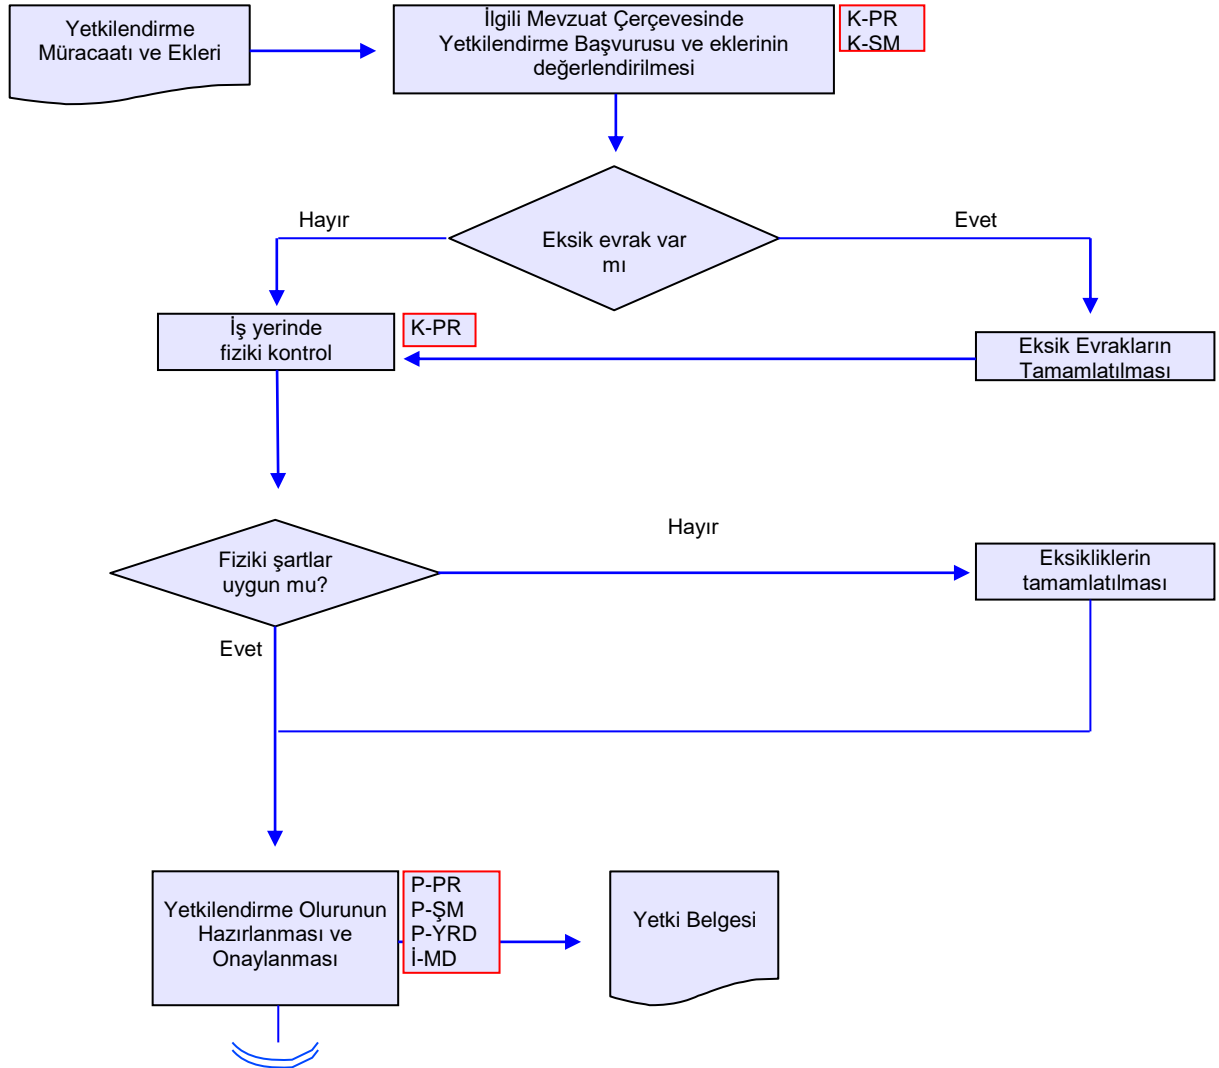 Yetkilendirme
Müracaatı ve Ekleri
İlgili Mevzuat Çerçevesinde
Yetkilendirme Başvurusu ve eklerinin
değerlendirilmesi
K-PR
K-SM
Hayır
Eksik evrak var
mı
Evet
İş yerinde
fiziki kontrol
K-PR
Eksik Evrakların
Tamamlatılması
Fiziki şartlar
uygun mu?
Hayır
Eksikliklerin
tamamlatılması
Evet
Yetkilendirme Olurunun
Hazırlanması ve
Onaylanması
P-PR
P-ŞM
P-YRD
İ-MD
Yetki Belgesi